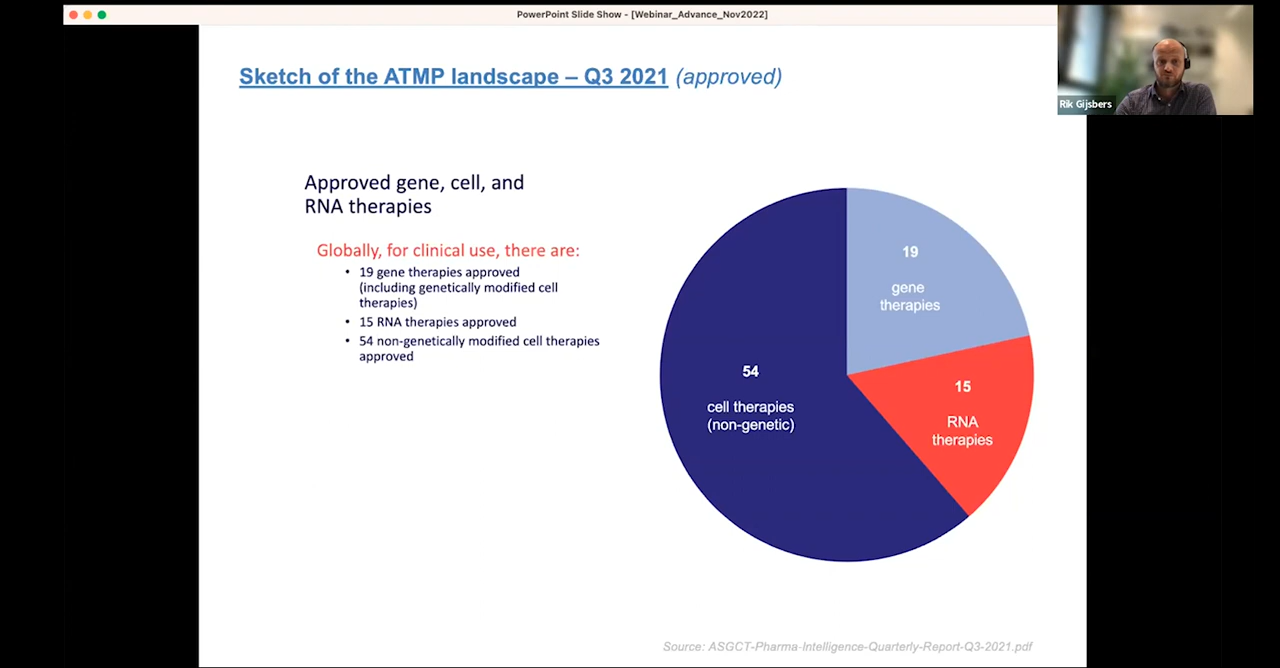 PowerPoint Slide Show - [Webinar_Advance_Nov2022]
Rik Gijsbers
Sketch of the ATMP landscape – Q3 2021 (approved)
Approved gene, cell, and
RNA therapies
Globally, for clinical use, there are:
• 19 gene therapies approved
(including genetically modified cell
therapies)
• 15 RNA therapies approved
• 54 non-genetically modified cell therapies
approved
19
gene
therapies
15
RNA
therapies
54
cell therapies
(non-genetic)
Source: ASGCT-Pharma-Intelligence-Quarterly-Report-Q3-2021.pdf